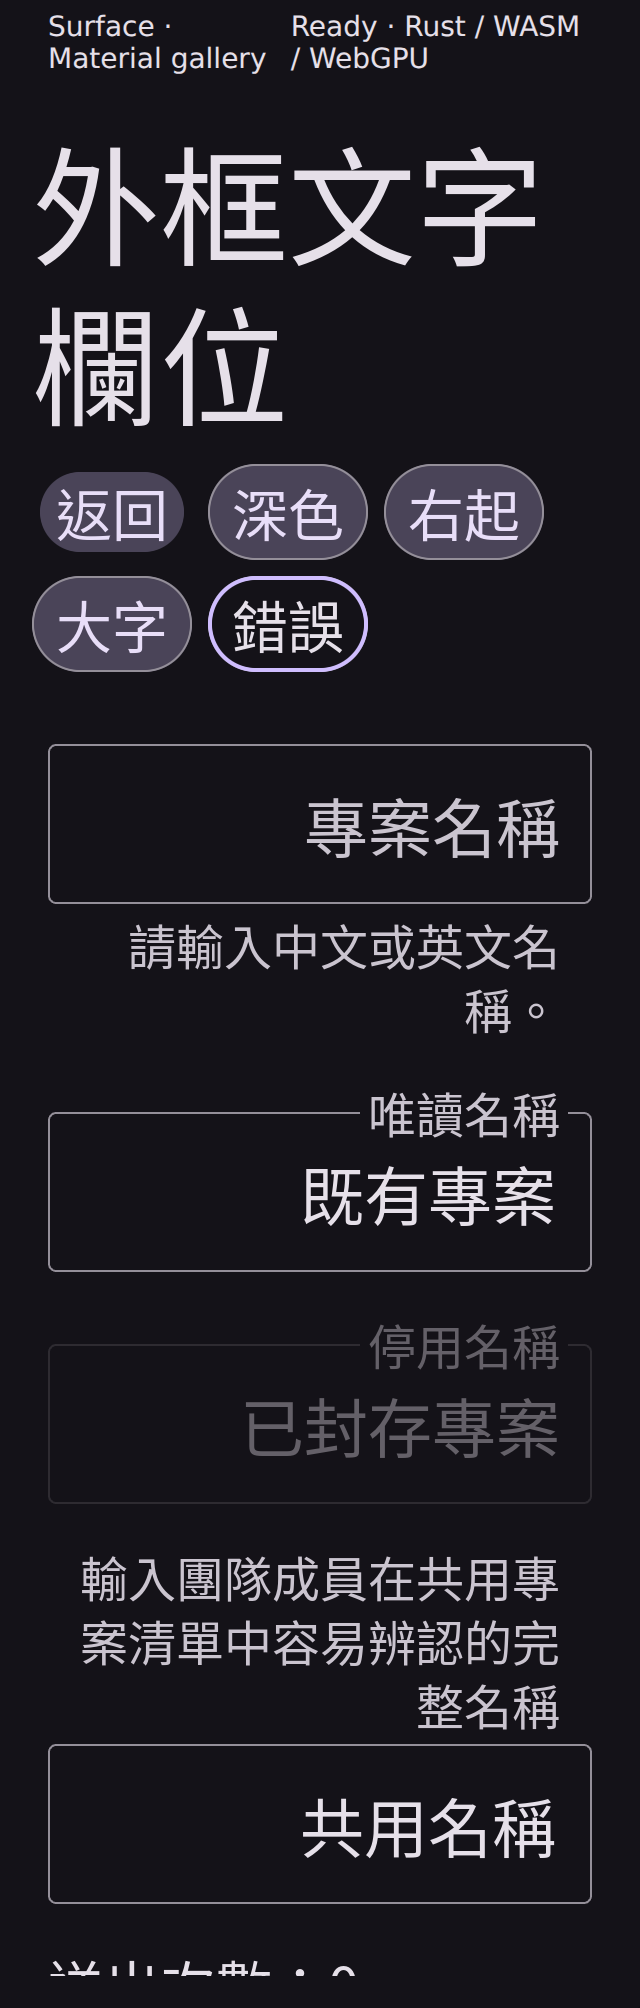 Surface ·
Material gallery
Ready · Rust / WASM
/ WebGPU
外框文字
欄位
返回
深色
右起
大字
錯誤
專案名稱
請輸入中文或英文名
稱。
唯讀名稱
既有專案
停用名稱
已封存專案
輸入團隊成員在共用專
案清單中容易辨認的完
整名稱
共用名稱